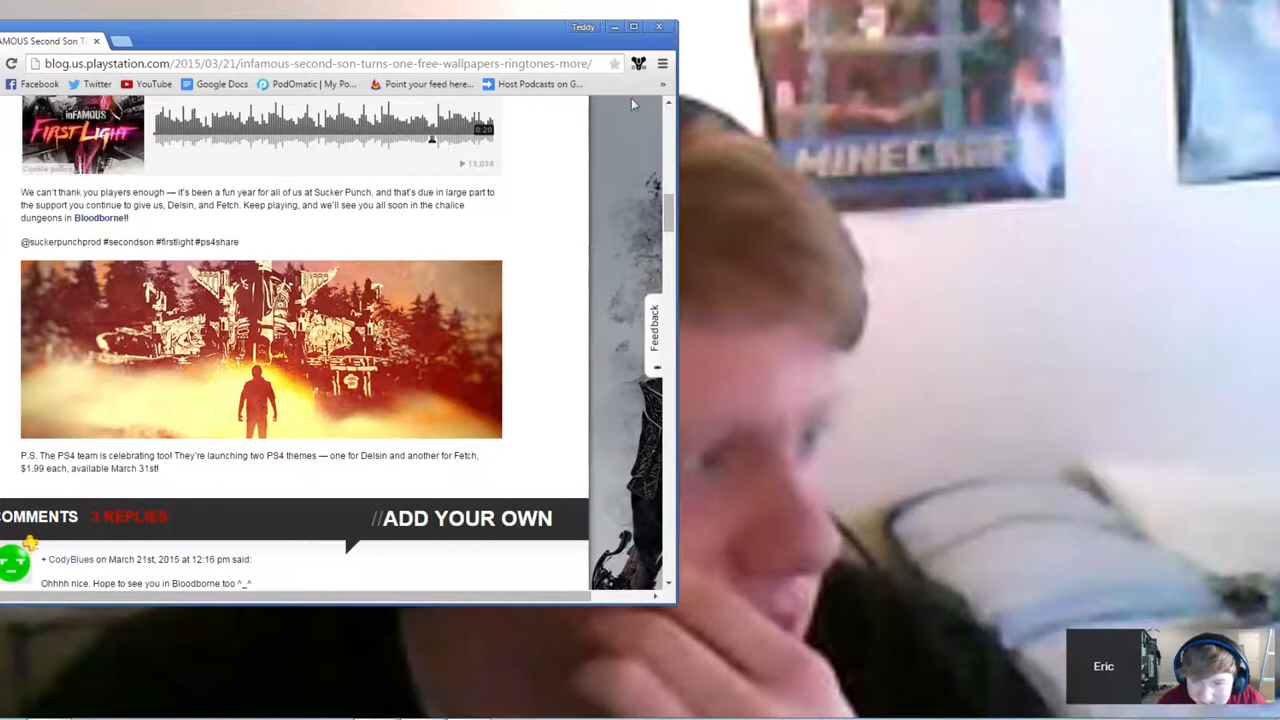 Teddy
AMOUS Second Son T
blog.us.playstation.com/2015/03/21/infamous-second-son-turns-one-free-wallpapers-ringtones-more/
Facebook Twitter YouTube Google Docs PodOmatic | My Po... Point your feed here... Host Podcasts on G... »
inFAMOUS
FIRST LIGHT
Cookie policy
0:20
13,036
We can't thank you players enough — it's been a fun year for all of us at Sucker Punch, and that's due in large part to
the support you continue to give us, Delsin, and Fetch. Keep playing, and we'll see you all soon in the chalice
dungeons in Bloodborne!!
@suckerpunchprod #secondson #firstlight #ps4share
Feedback
P.S. The PS4 team is celebrating too! They're launching two PS4 themes — one for Delsin and another for Fetch,
$1.99 each, available March 31st!
OMMENTS 3 REPLIES //ADD YOUR OWN
+ CodyBlues on March 21st, 2015 at 12:16 pm said:
Ohhhh nice. Hope to see you in Bloodborne too ^_^
MINECRAFT
Eric